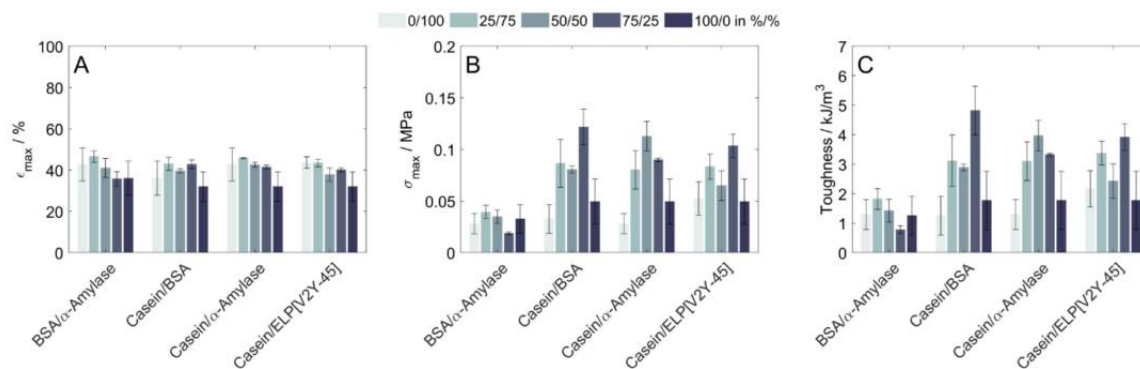 0/100 25/75 50/50 75/25 100/0 in %/%
A
100
80
60
40
20
0
ϵmax / %
BSA/α-Amylase
Casein/BSA
Casein/α-Amylase
Casein/ELP[V2Y-45]
B
0.2
0.15
0.1
0.05
0
σmax / MPa
BSA/α-Amylase
Casein/BSA
Casein/α-Amylase
Casein/ELP[V2Y-45]
C
7
6
5
4
3
2
1
0
Toughness / kJ/m³
BSA/α-Amylase
Casein/BSA
Casein/α-Amylase
Casein/ELP[V2Y-45]